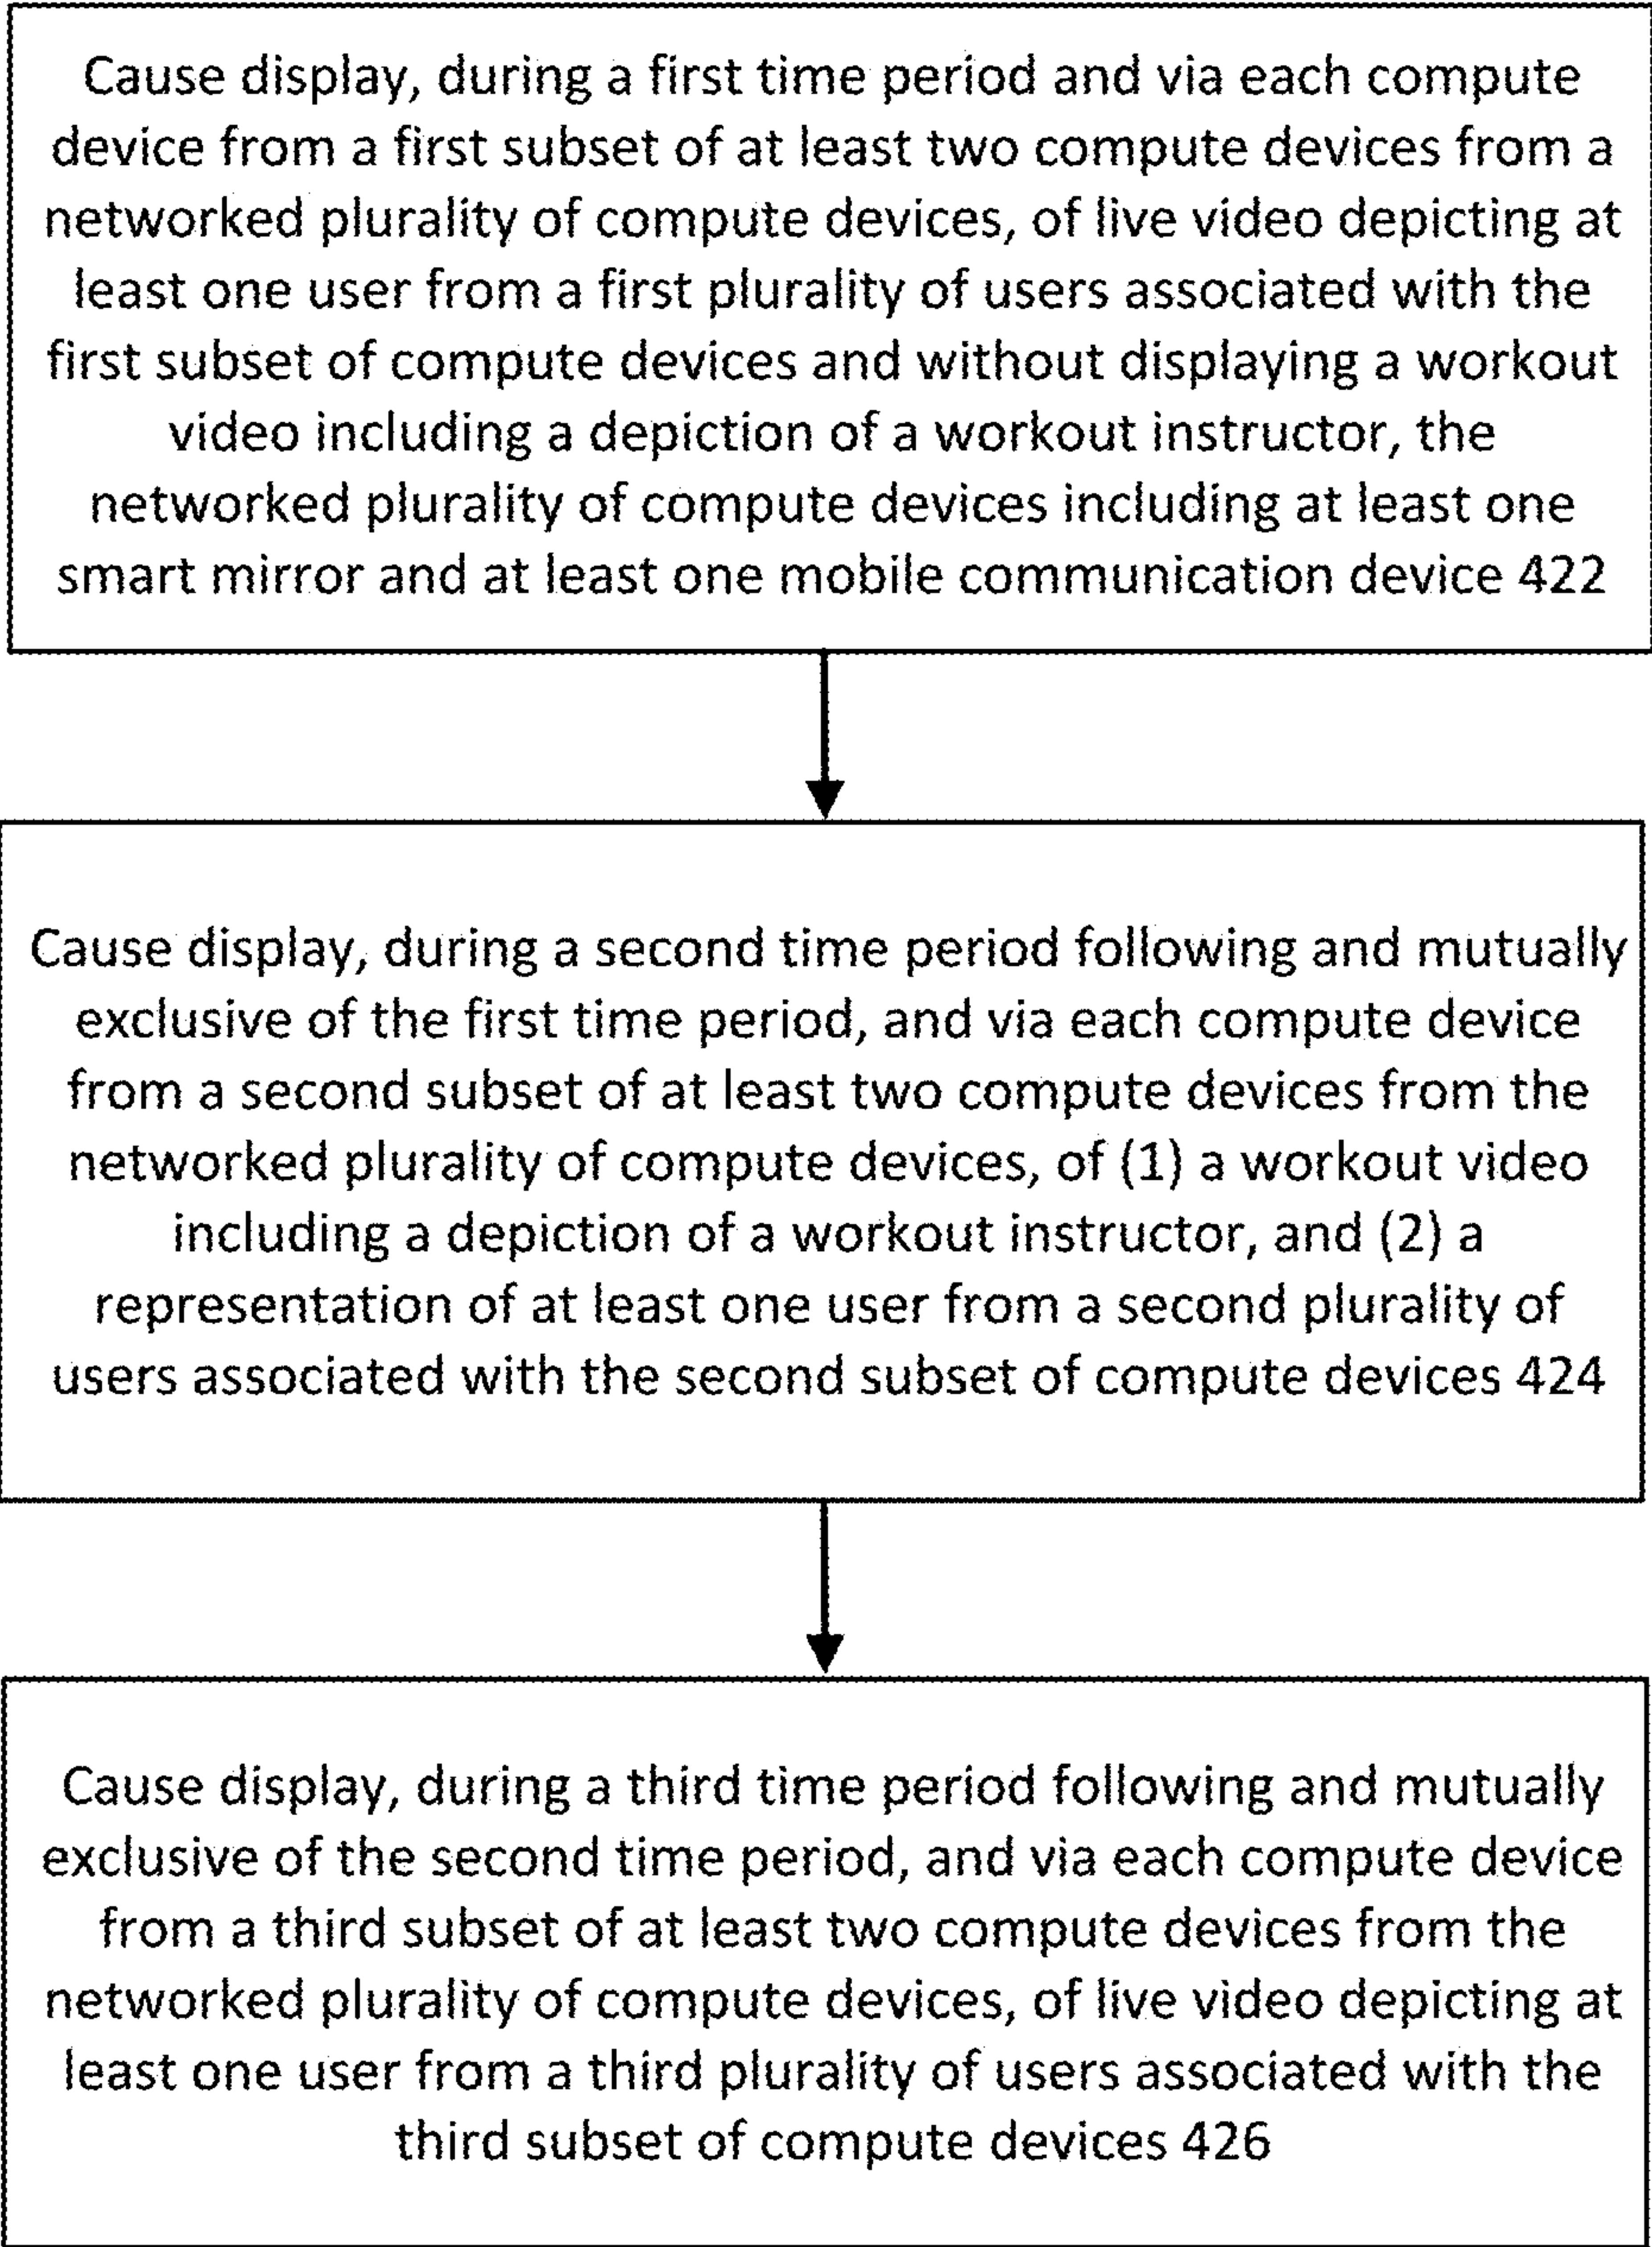 Cause display, during a first time period and via each compute
device from a first subset of at least two compute devices from a
networked plurality of compute devices, of live video depicting at
least one user from a first plurality of users associated with the
first subset of compute devices and without displaying a workout
video including a depiction of a workout instructor, the
networked plurality of compute devices including at least one
smart mirror and at least one mobile communication device 422
Cause display, during a second time period following and mutually
exclusive of the first time period, and via each compute device
from a second subset of at least two compute devices from the
networked plurality of compute devices, of (1) a workout video
including a depiction of a workout instructor, and (2) a
representation of at least one user from a second plurality of
users associated with the second subset of compute devices 424
Cause display, during a third time period following and mutually
exclusive of the second time period, and via each compute device
from a third subset of at least two compute devices from the
networked plurality of compute devices, of live video depicting at
least one user from a third plurality of users associated with the
third subset of compute devices 426